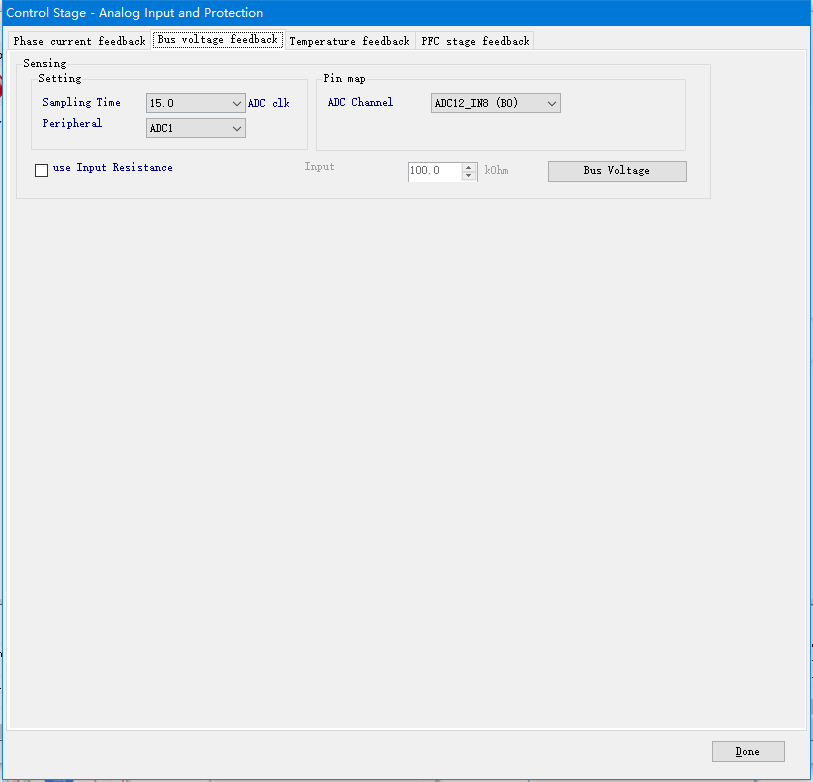 Control Stage - Analog Input and Protection
Phase current feedback Bus voltage feedback Temperature feedback PFC stage feedback
Sensing
Setting Pin map
Sampling Time 15.0 ADC clk ADC Channel ADC12_IN8 (B0)
Peripheral ADC1
use Input Resistance Input 100.0 kOhm Bus Voltage
Done